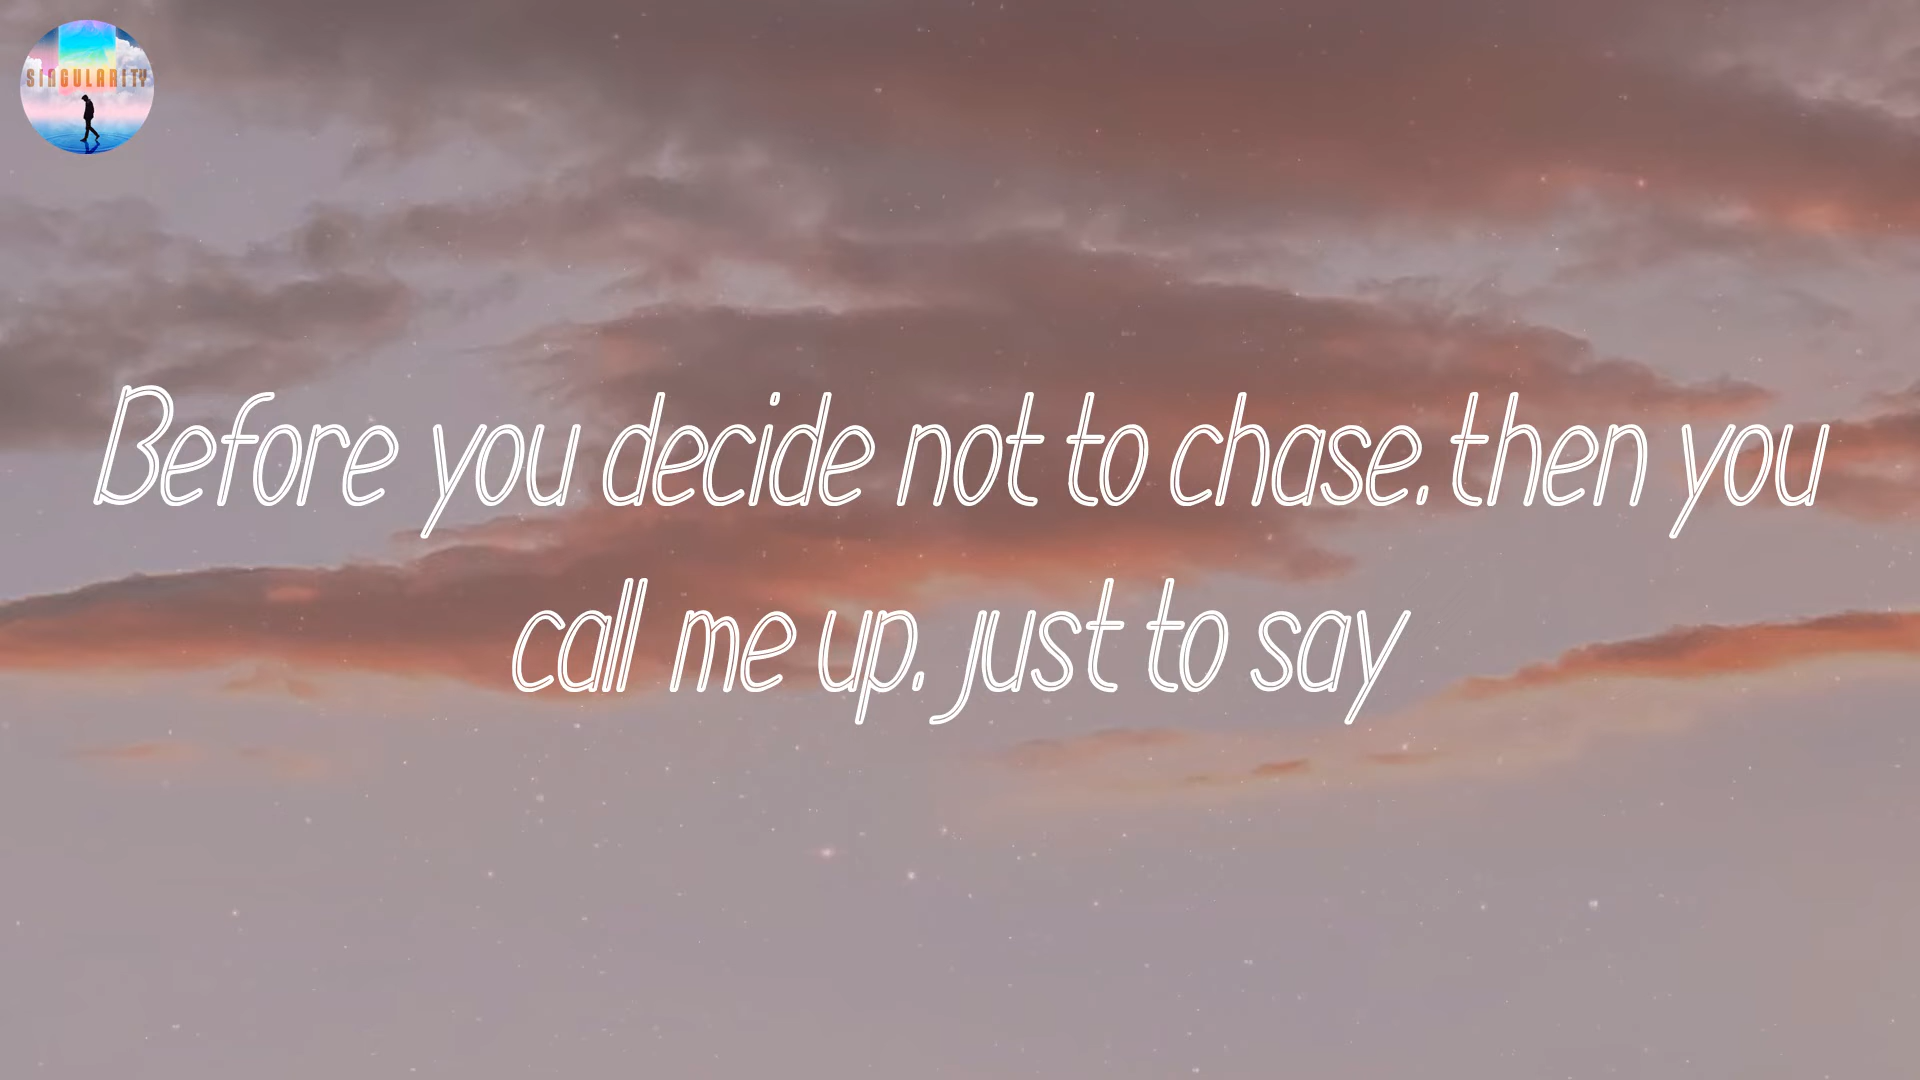 SINGULARITY
Before you decide not to chase.then you
call me up. just to say